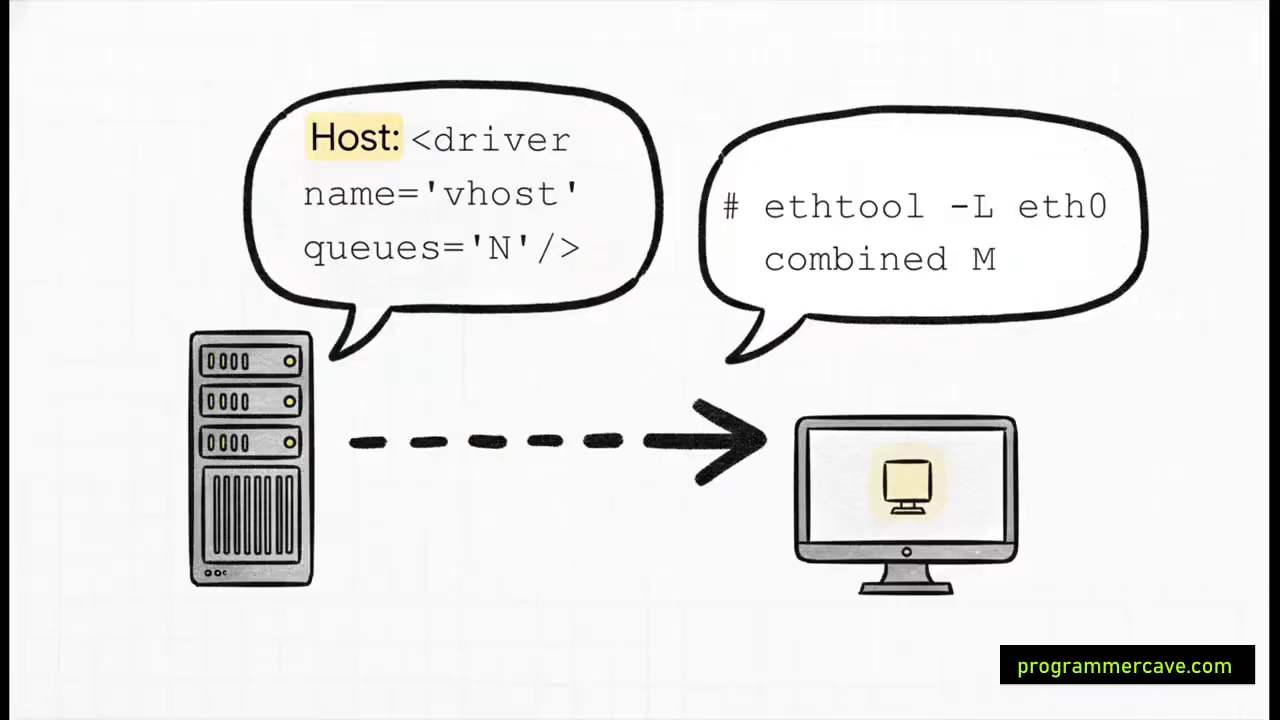 Host: <driver
name='vhost'
queues='N'/>
# ethtool -L eth0
combined M
programmercave.com